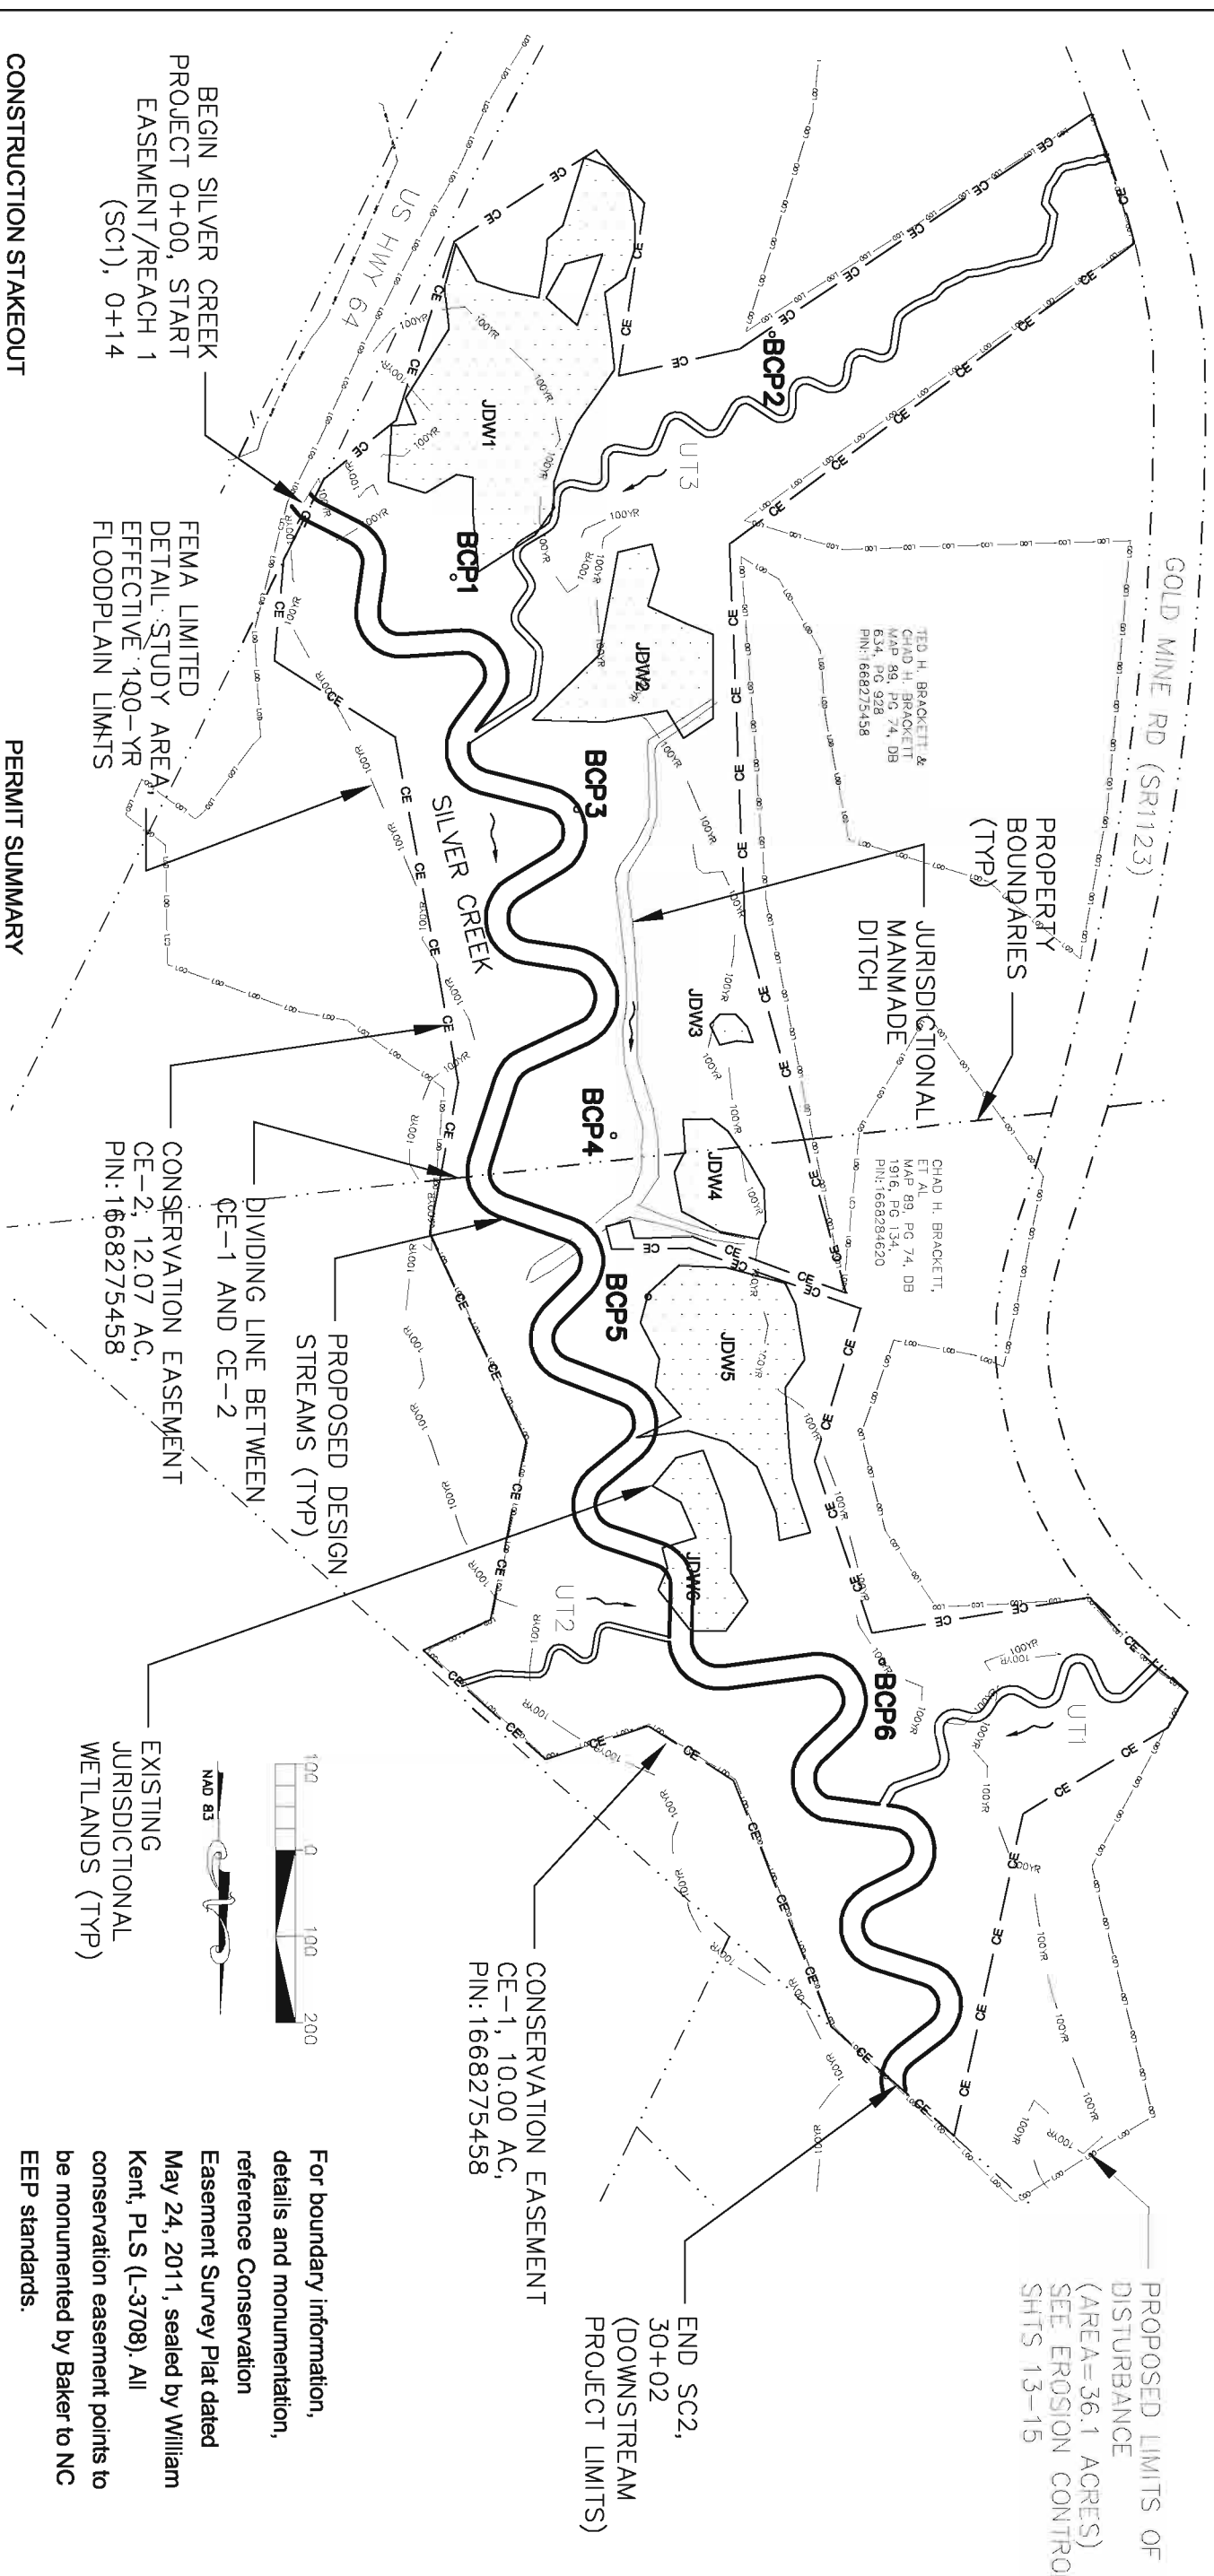 GOLD MINE RD (SR1123)
PROPERTY
BOUNDARIES
(TYP)
JURISDICTIONAL
MANMADE
DITCH
TED H. BRACKETT &
CHAD H. BRACKETT
MAP 89, PG 74, DB
634, PG 928
PIN:1668275458
CHAD H. BRACKETT,
ET AL
MAP 89, PG 74, DB
1916, PG 134,
PIN:1668284620
PROPOSED LIMITS OF
DISTURBANCE
(AREA=36.1 ACRES)
SEE EROSION CONTRO
SHTS 13-15
BCP2
UT3
JDW1
BCP1
JDW2
BCP3
JDW3
JDW4
BCP4
BCP5
JDW5
JDW6
BCP6
UT1
UT2
US HWY 64
SILVER CREEK
BEGIN SILVER CREEK
PROJECT 0+00, START
EASEMENT/REACH 1
(SC1), 0+14
FEMA LIMITED
DETAIL STUDY AREA,
EFFECTIVE 100-YR
FLOODPLAIN LIMITS
CONSERVATION EASEMENT
CE-2, 12.07 AC,
PIN:1668275458
DIVIDING LINE BETWEEN
CE-1 AND CE-2
PROPOSED DESIGN
STREAMS (TYP)
EXISTING
JURISDICTIONAL
WETLANDS (TYP)
100 0 100 200
NAD 83
CONSERVATION EASEMENT
CE-1, 10.00 AC,
PIN:1668275458
END SC2,
30+02
(DOWNSTREAM
PROJECT LIMITS)
For boundary information,
details and monumentation,
reference Conservation
Easement Survey Plat dated
May 24, 2011, sealed by William
Kent, PLS (L-3708). All
conservation easement points to
be monumented by Baker to NC
EEP standards.
CONSTRUCTION STAKEOUT
PERMIT SUMMARY